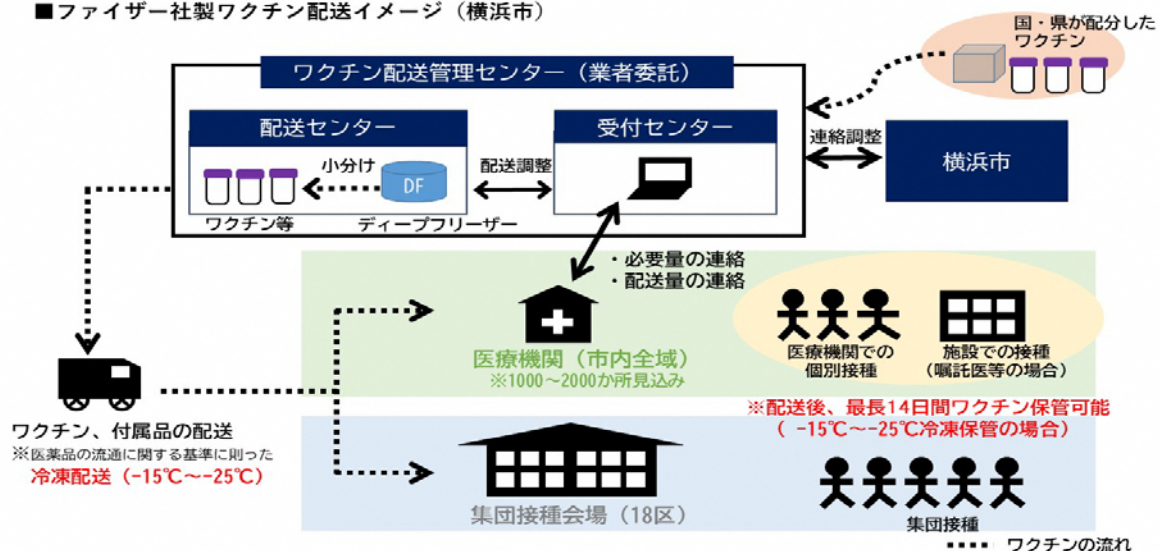 ■ファイザー社製ワクチン配送イメージ（横浜市）
国・県が配分した
ワクチン
ワクチン配送管理センター（業者委託）
配送センター
受付センター
連絡調整
横浜市
小分け
DF
配送調整
ワクチン等
ディープフリーザー
・必要量の連絡
・配送量の連絡
医療機関（市内全域）
※1000～2000か所見込み
医療機関での
個別接種
施設での接種
（嘱託医等の場合）
※配送後、最長14日間ワクチン保管可能
（ -15℃～-25℃冷凍保管の場合）
ワクチン、付属品の配送
※医薬品の流通に関する基準に則った
冷凍配送（-15℃～-25℃）
集団接種会場（18区）
集団接種
ワクチンの流れ